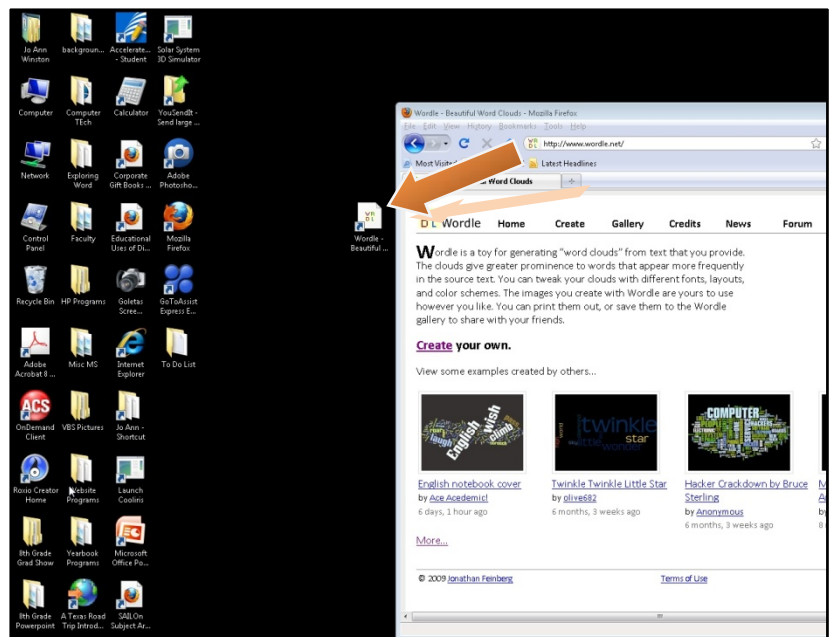 Jo Ann
Winston
backgroun...
Accelerate...
- Student
Solar System
3D Simulator
Computer
Computer
TEch
Calculator
YouSendIt -
Send large ...
Network
Exploring
Word
Corporate
Gift Books ...
Adobe
Photosho...
Control
Panel
Faculty
Educational
Uses of Di...
Mozilla
Firefox
Recycle Bin
HP Programs
Goletas
Scree...
GoToAssist
Express E...
Adobe
Acrobat 8 ...
Misc MS
Internet
Explorer
To Do List
ACS
OnDemand
Client
VBS Pictures
Jo Ann -
Shortcut
Roxio Creator
Home
Website
Programs
Launch
Cooliris
8th Grade
Grad Show
Yearbook
Programs
Microsoft
Office Po...
8th Grade
Powerpoint
A Texas Road
Trip Introd...
SAILOn
Subject Ar...
Wordle -
Beautiful ...
Wordle - Beautiful Word Clouds - Mozilla Firefox
File Edit View History Bookmarks Tools Help
http://www.wordle.net/
Most Visited Latest Headlines
Word Clouds
Wordle Home Create Gallery Credits News Forum
Wordle is a toy for generating "word clouds" from text that you provide.
The clouds give greater prominence to words that appear more frequently
in the source text. You can tweak your clouds with different fonts, layouts,
and color schemes. The images you create with Wordle are yours to use
however you like. You can print them out, or save them to the Wordle
gallery to share with your friends.
Create your own.
View some examples created by others...
English
wish
climb
laugh
twinkle
little
star
COMPUTER
English notebook cover
by Ace Acedemic!
6 days, 1 hour ago
Twinkle Twinkle Little Star
by olive682
6 months, 3 weeks ago
Hacker Crackdown by Bruce
Sterling
by Anonymous
6 months, 3 weeks ago
More...
© 2009 Jonathan Feinberg Terms of Use